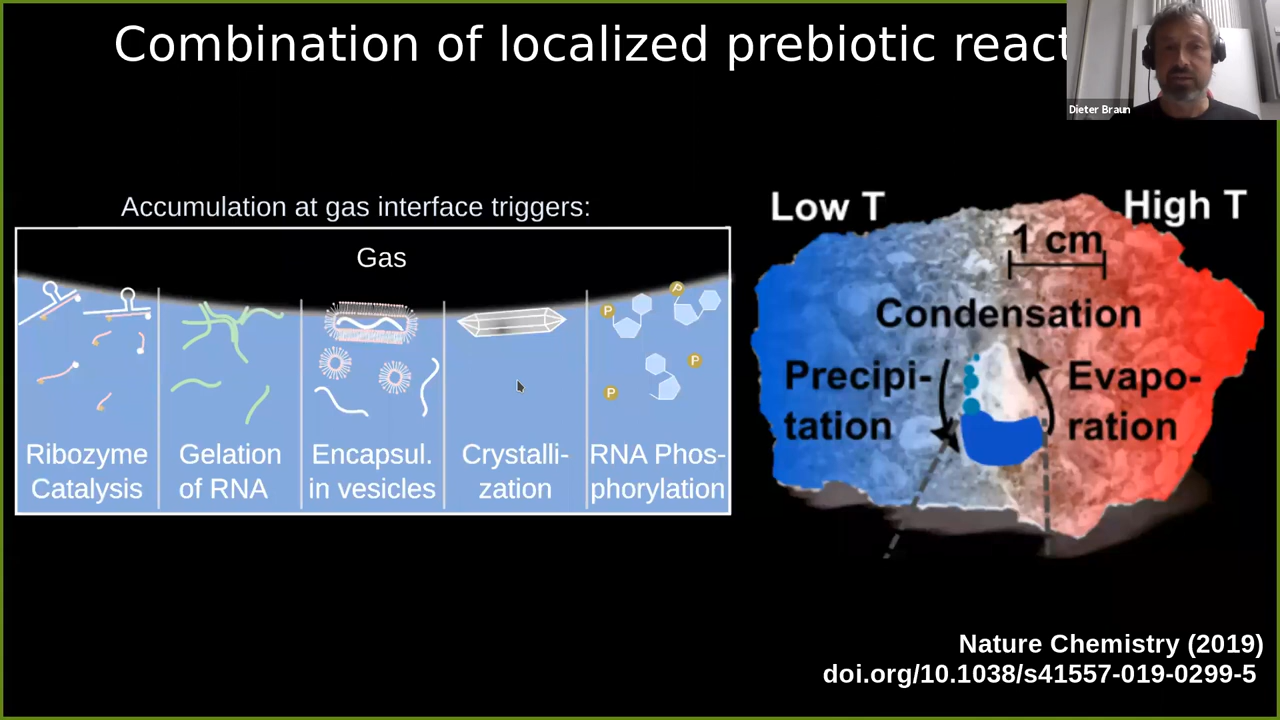 Combination of localized prebiotic react
Dieter Braun
Accumulation at gas interface triggers:
Gas
P
P
P
P
Ribozyme
Catalysis
Gelation
of RNA
Encapsul.
in vesicles
Crystalli-
zation
RNA Phos-
phorylation
Low T
High T
1 cm
Condensation
Precipi-
tation
Evapo-
ration
Nature Chemistry (2019)
doi.org/10.1038/s41557-019-0299-5